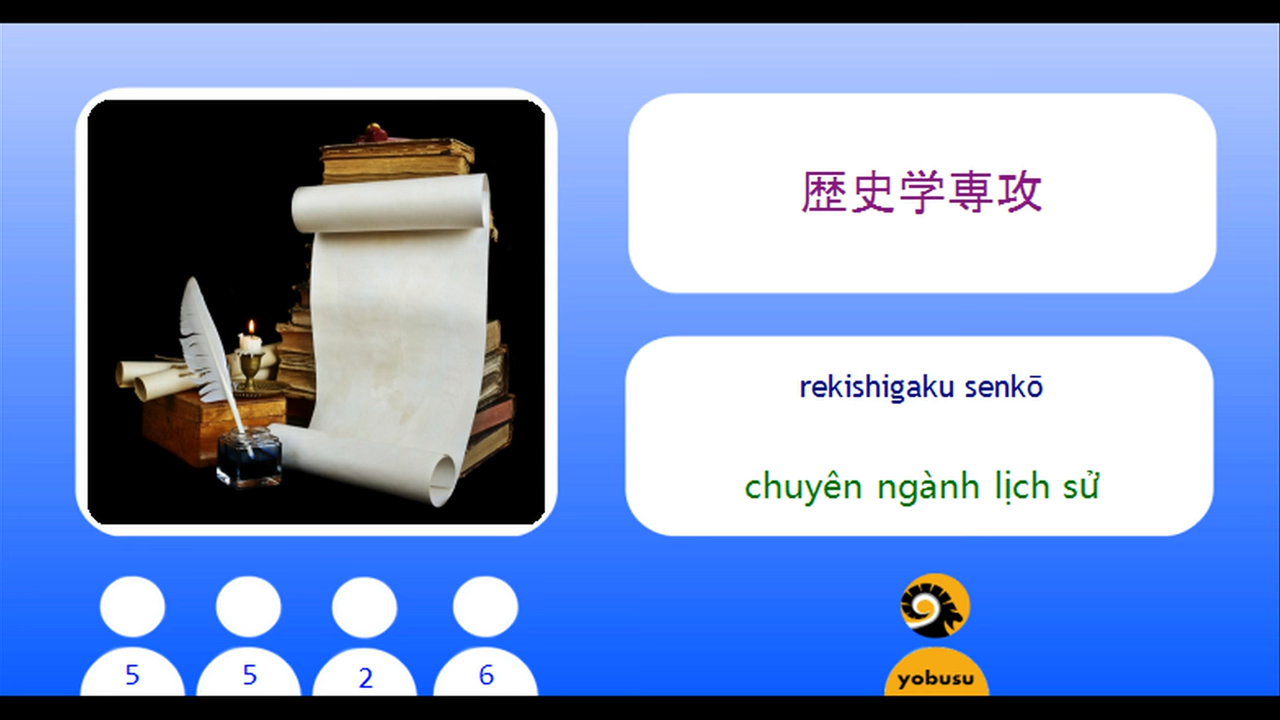 歴史学専攻
rekishigaku senkō
chuyên ngành lịch sử
5 5 2 6
yobusu